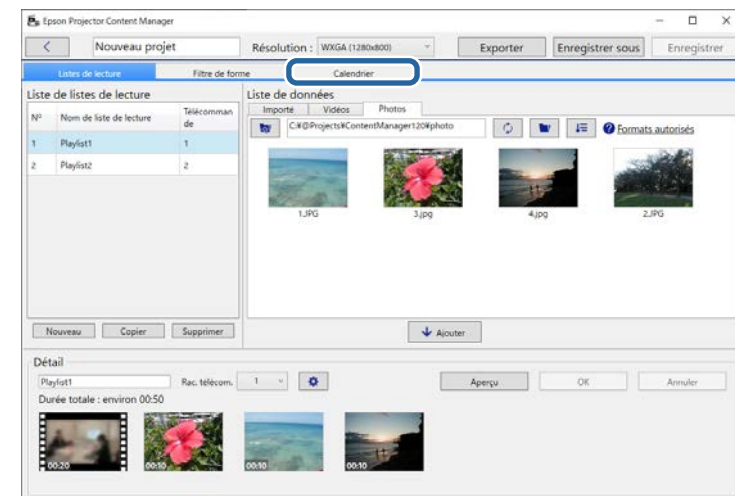 Epson Projector Content Manager
Nouveau projet Résolution : WXGA (1280x800) Exporter Enregistrer sous Enregistrer
Listes de lecture Filtre de forme Calendrier
Liste de listes de lecture
Nº Nom de liste de lecture Télécomman
de
1 Playlist1 1
2 Playlist2 2
Nouveau Copier Supprimer
Liste de données
Importé Vidéos Photos
C:¥@Projects¥ContentManager120¥photo ? Formats autorisés
1.JPG 3.jpg 4.jpg 2.JPG
Ajouter
Détail
Playlist1 Rac. télécom. 1 Aperçu OK Annuler
Durée totale : environ 00:50
00:20 00:10 00:10 00:10